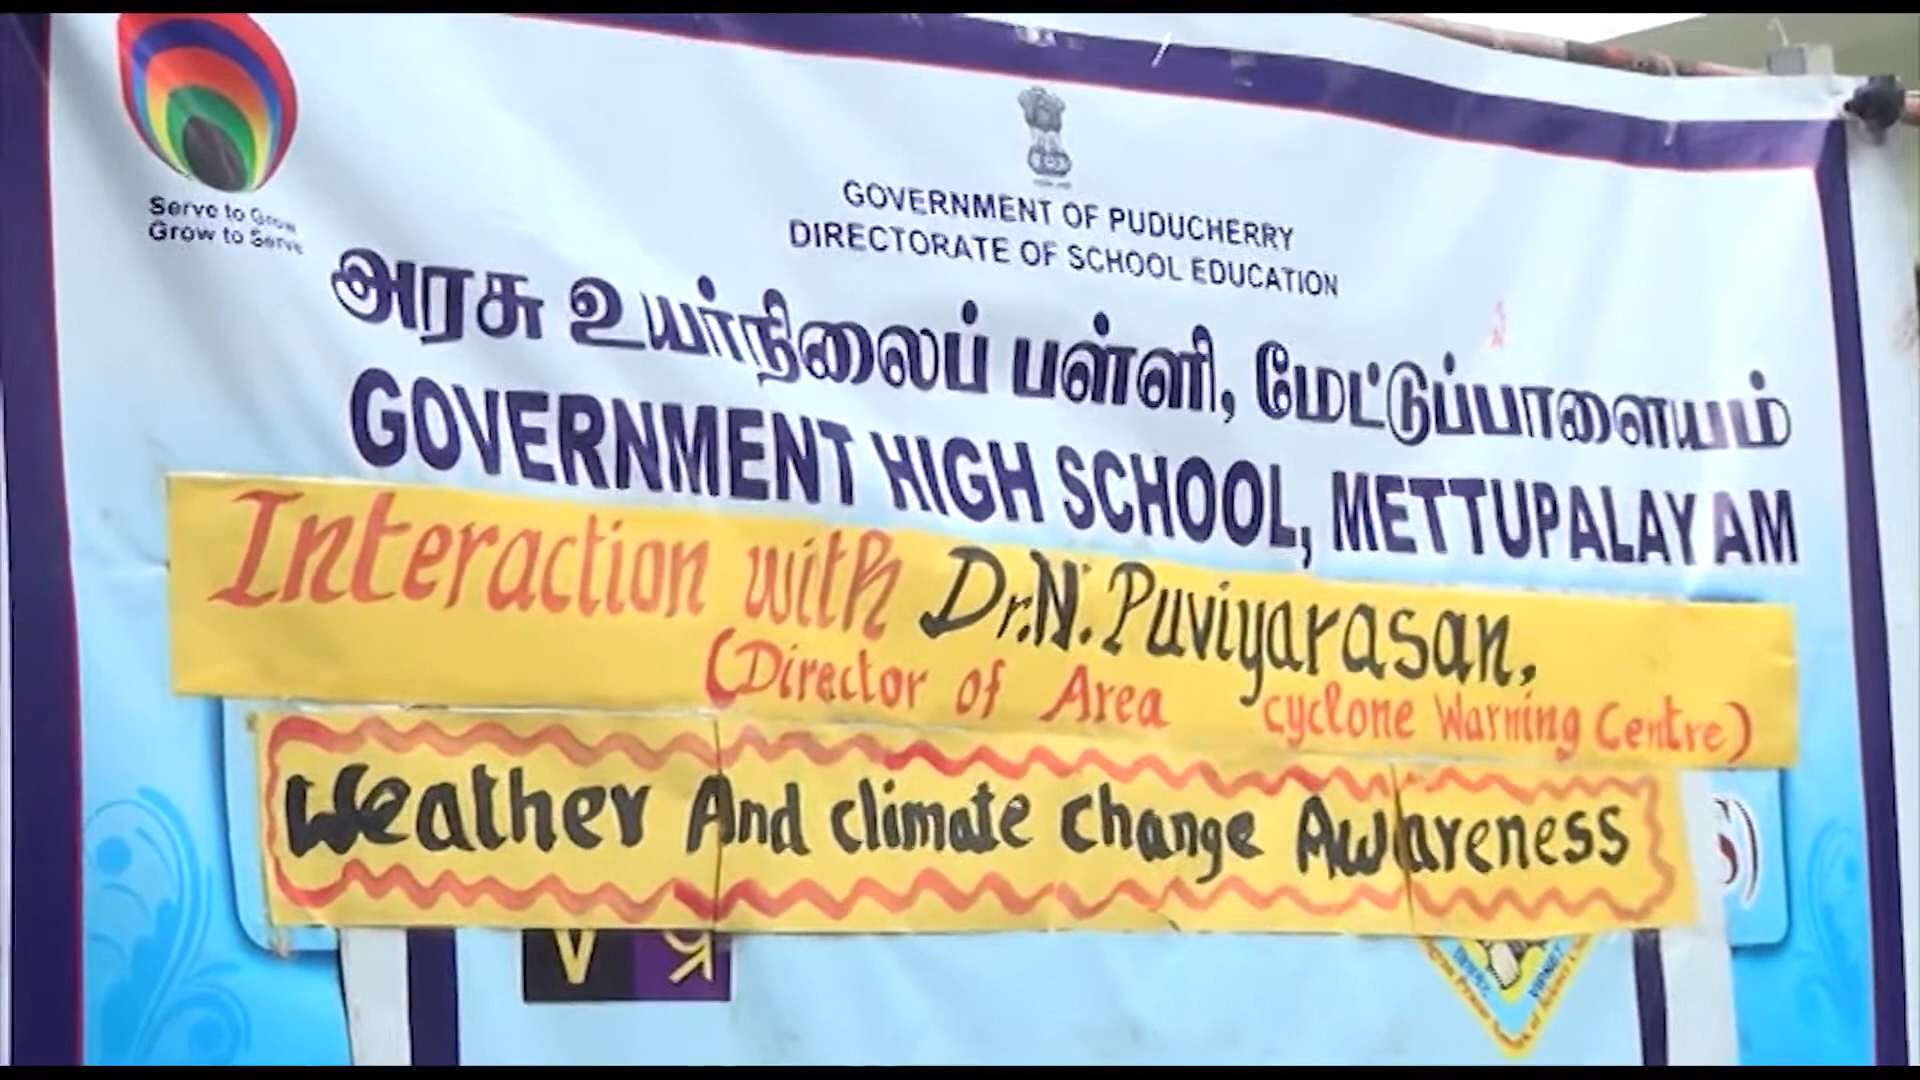 Serve to Grow
Grow to Serve
GOVERNMENT OF PUDUCHERRY
DIRECTORATE OF SCHOOL EDUCATION
அரசு உயர்நிலைப் பள்ளி, மேட்டுப்பாளையம்
GOVERNMENT HIGH SCHOOL, METTUPALAYAM
Interaction with Dr.N. Puviyarasan,
(Director of Area cyclone Warning Centre)
Weather And climate change Awareness